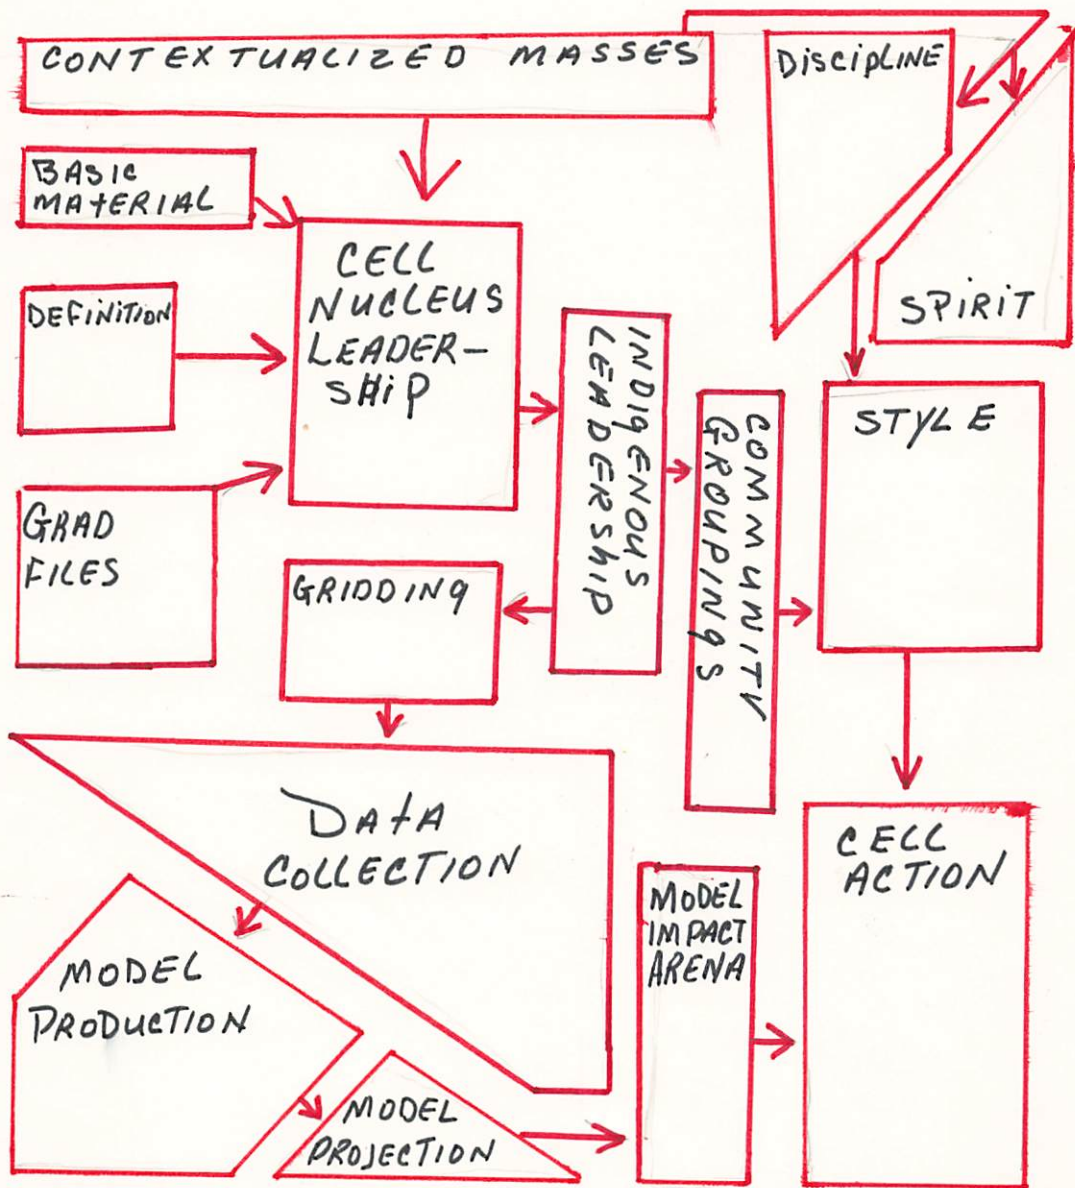 CONTEXTUALIZED MASSES
DISCIPLINE
BASIC
MATERIAL
CELL
NUCLEUS
LEADER-
SHIP
DEFINITION
SPIRIT
INDIGENOUS
LEADERSHIP
COMMUNITY
GROUPINGS
STYLE
GRAD
FILES
GRIDDING
DATA
COLLECTION
CELL
ACTION
MODEL
IMPACT
ARENA
MODEL
PRODUCTION
MODEL
PROJECTION